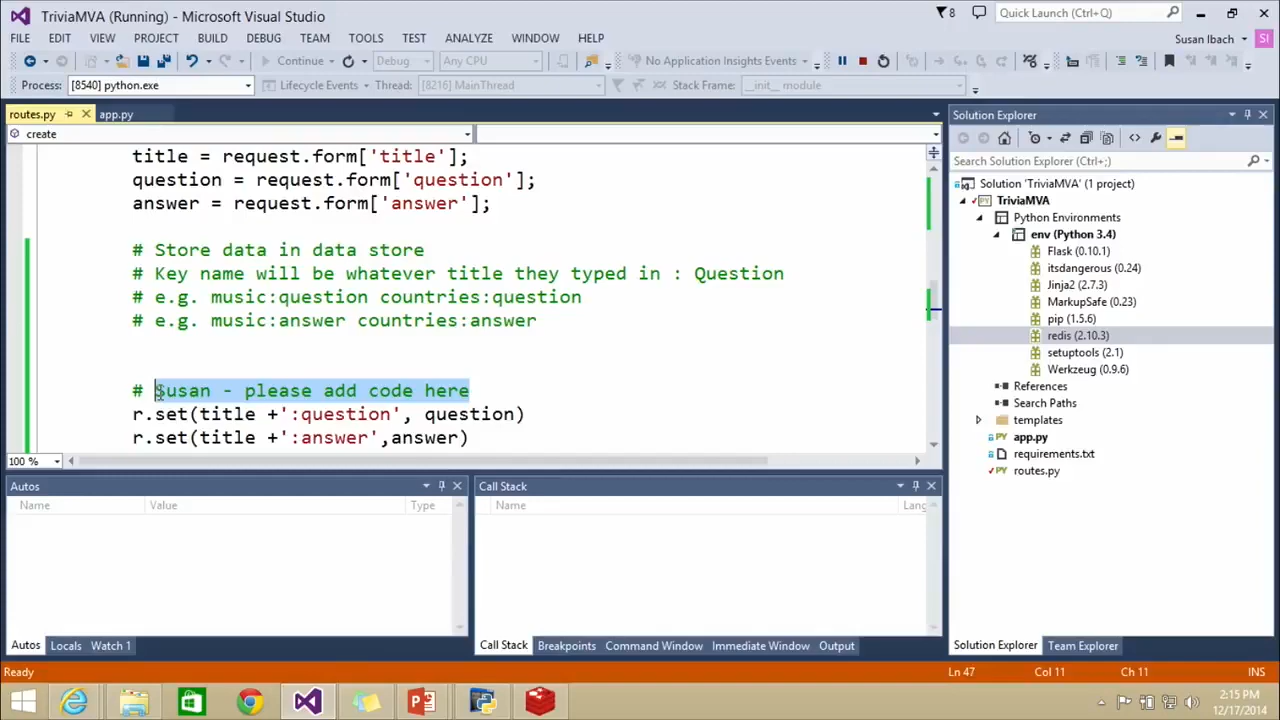 TriviaMVA (Running) - Microsoft Visual Studio
8
Quick Launch (Ctrl+Q)
FILE EDIT VIEW PROJECT BUILD DEBUG TEAM TOOLS TEST ANALYZE WINDOW HELP
Susan Ibach SI
Continue Debug Any CPU No Application Insights Events
Process: [8540] python.exe Lifecycle Events Thread: [8216] MainThread Stack Frame: __init__ module
routes.py app.py
create
title = request.form['title'];
question = request.form['question'];
answer = request.form['answer'];
# Store data in data store
# Key name will be whatever title they typed in : Question
# e.g. music:question countries:question
# e.g. music:answer countries:answer
# Susan - please add code here
r.set(title +':question', question)
r.set(title +':answer',answer)
100 %
Solution Explorer
Search Solution Explorer (Ctrl+;)
Solution 'TriviaMVA' (1 project)
TriviaMVA
Python Environments
env (Python 3.4)
Flask (0.10.1)
itsdangerous (0.24)
Jinja2 (2.7.3)
MarkupSafe (0.23)
pip (1.5.6)
redis (2.10.3)
setuptools (2.1)
Werkzeug (0.9.6)
References
Search Paths
templates
app.py
requirements.txt
routes.py
Autos
Name Value Type
Call Stack
Name Lang
Autos Locals Watch 1
Call Stack Breakpoints Command Window Immediate Window Output
Solution Explorer Team Explorer
Ready
Ln 47 Col 11 Ch 11 INS
2:15 PM
12/17/2014